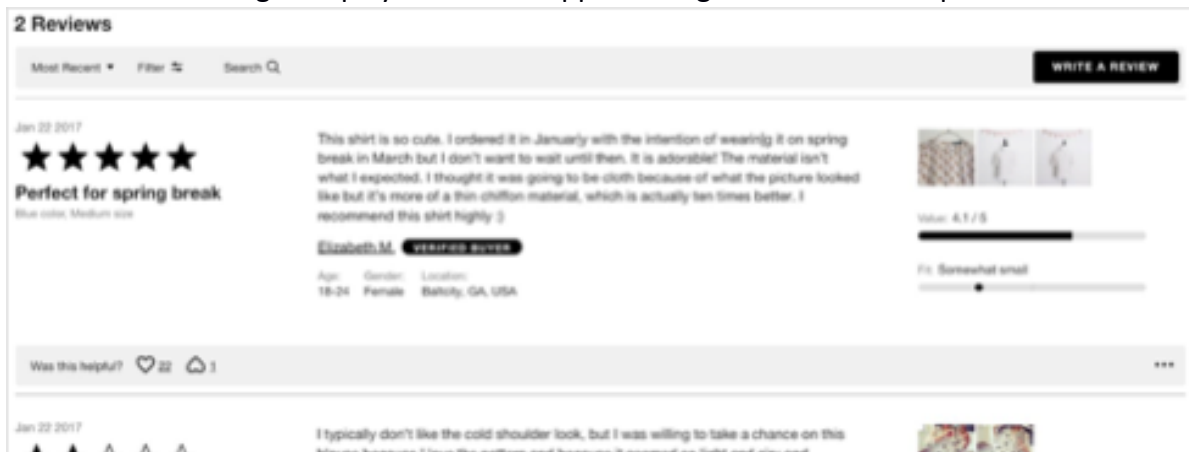 2 Reviews
Most Recent Filter Search
WRITE A REVIEW
Jan 22 2017
Perfect for spring break
Blue color, Medium size
This shirt is so cute. I ordered it in January with the intention of wearing it on spring
break in March but I don't want to wait until then. It is adorable! The material isn't
what I expected. I thought it was going to be cloth because of what the picture looked
like but it's more of a thin chiffon material, which is actually ten times better. I
recommend this shirt highly :)
Elizabeth M. VERIFIED BUYER
Age: Gender: Location:
18-24 Female GA, USA
Value: 4.1 / 5
Fit: Somewhat small
Was this helpful? 22 1
Jan 22 2017
I typically don't like the cold shoulder look, but I was willing to take a chance on this